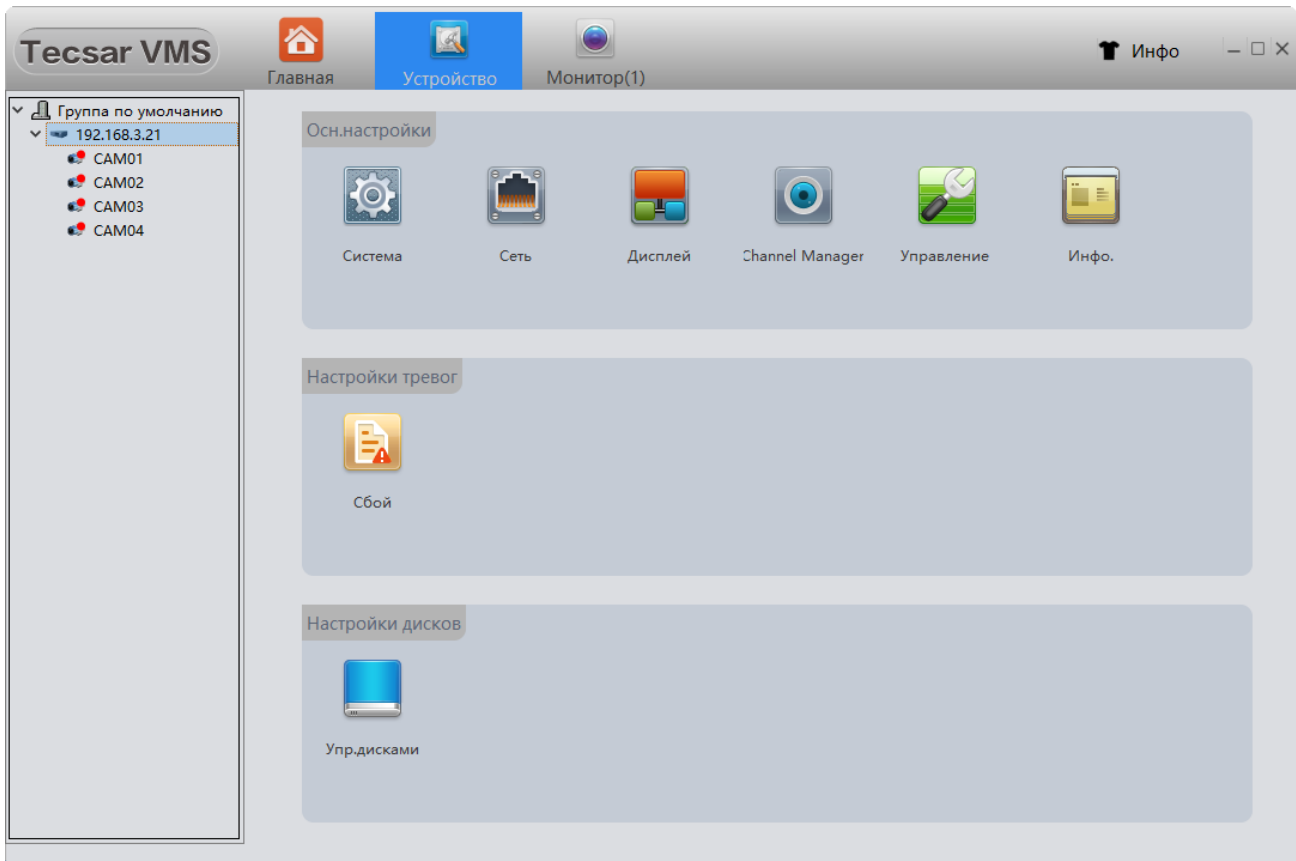 Tecsar VMS
Главная
Устройство
Монитор(1)
Инфо
Группа по умолчанию
192.168.3.21
CAM01
CAM02
CAM03
CAM04
Осн.настройки
Система
Сеть
Дисплей
Channel Manager
Управление
Инфо.
Настройки тревог
Сбой
Настройки дисков
Упр.дисками